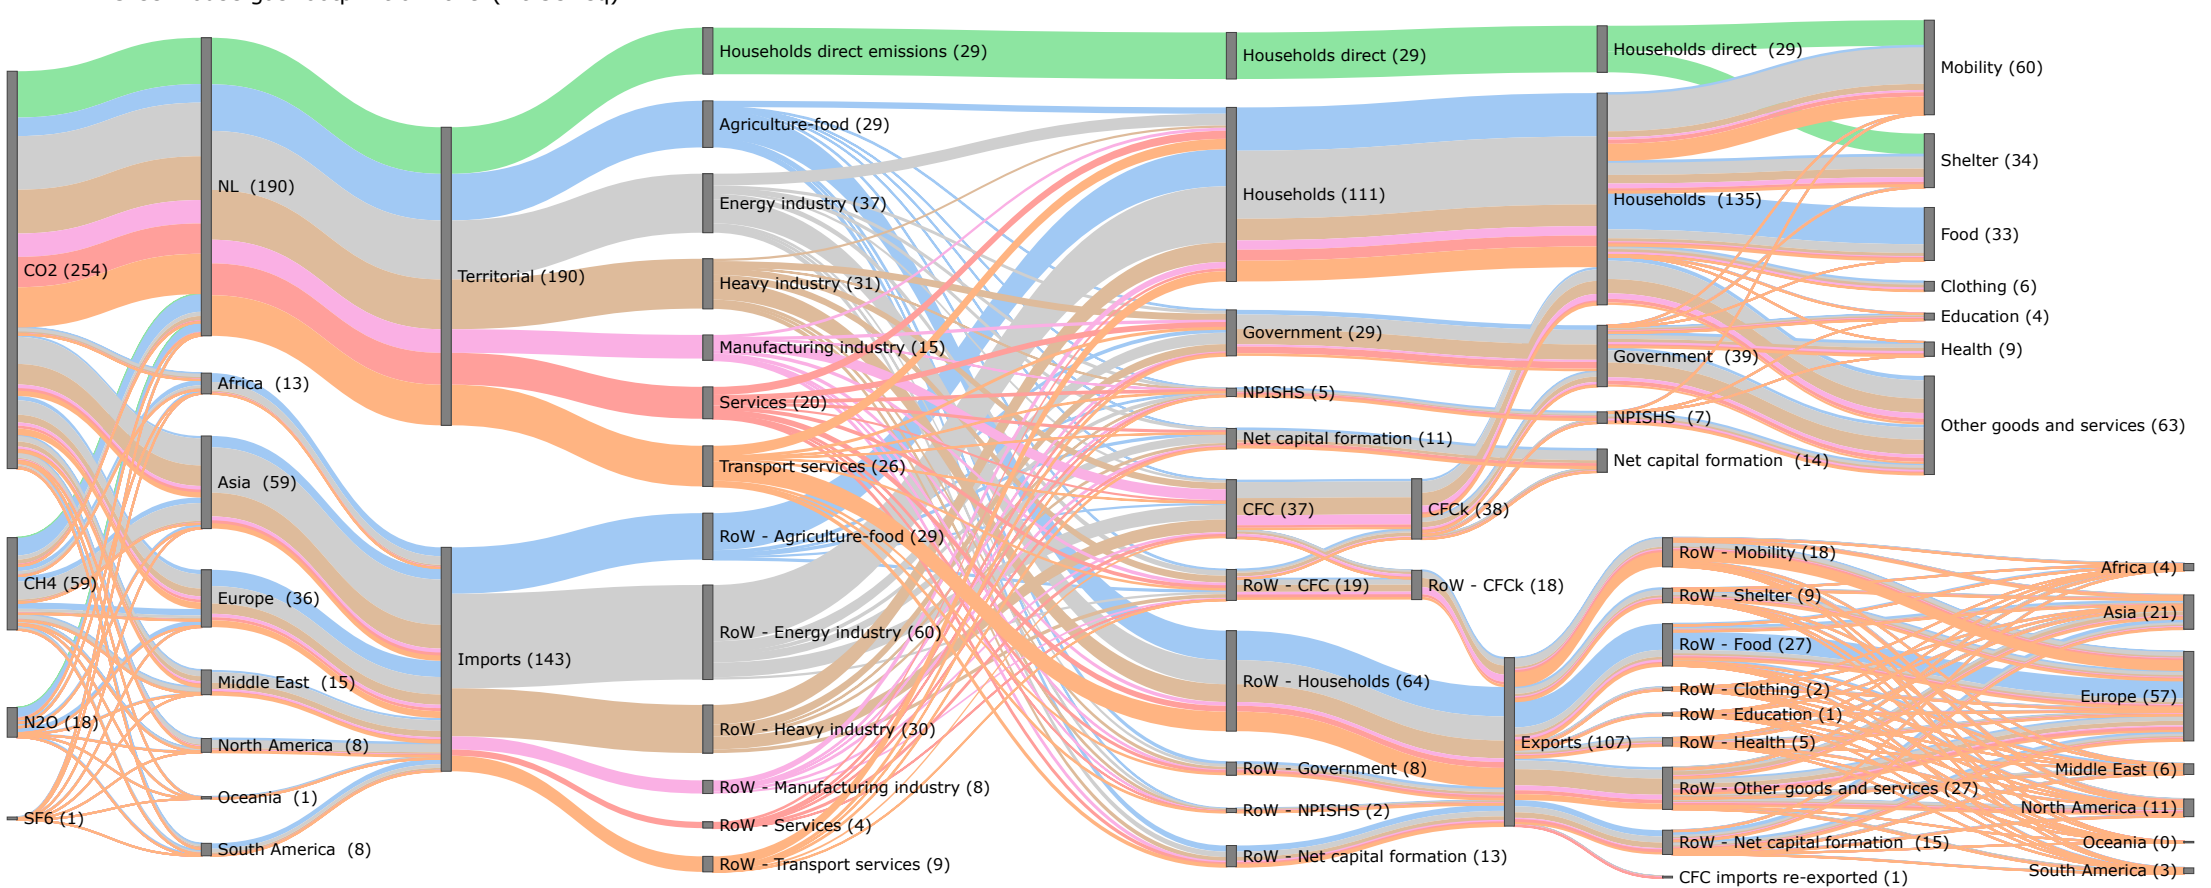 CO2 (254)
CH4 (59)
N2O (18)
SF6 (1)
NL (190)
Africa (13)
Asia (59)
Europe (36)
Middle East (15)
North America (8)
Oceania (1)
South America (8)
Territorial (190)
Imports (143)
Households direct emissions (29)
Agriculture-food (29)
Energy industry (37)
Heavy industry (31)
Manufacturing industry (15)
Services (20)
Transport services (26)
RoW - Agriculture-food (29)
RoW - Energy industry (60)
RoW - Heavy industry (30)
RoW - Manufacturing industry (8)
RoW - Services (4)
RoW - Transport services (9)
Households direct (29)
Households (111)
Government (29)
NPISHS (5)
Net capital formation (11)
CFC (37)
RoW - CFC (19)
RoW - Households (64)
RoW - Government (8)
RoW - NPISHS (2)
RoW - Net capital formation (13)
CFCk (38)
RoW - CFCk (18)
Exports (107)
Households direct (29)
Households (135)
Government (39)
NPISHS (7)
Net capital formation (14)
RoW - Mobility (18)
RoW - Shelter (9)
RoW - Food (27)
RoW - Clothing (2)
RoW - Education (1)
RoW - Health (5)
RoW - Other goods and services (27)
RoW - Net capital formation (15)
CFC imports re-exported (1)
Mobility (60)
Shelter (34)
Food (33)
Clothing (6)
Education (4)
Health (9)
Other goods and services (63)
Africa (4)
Asia (21)
Europe (57)
Middle East (6)
North America (11)
Oceania (0)
South America (3)